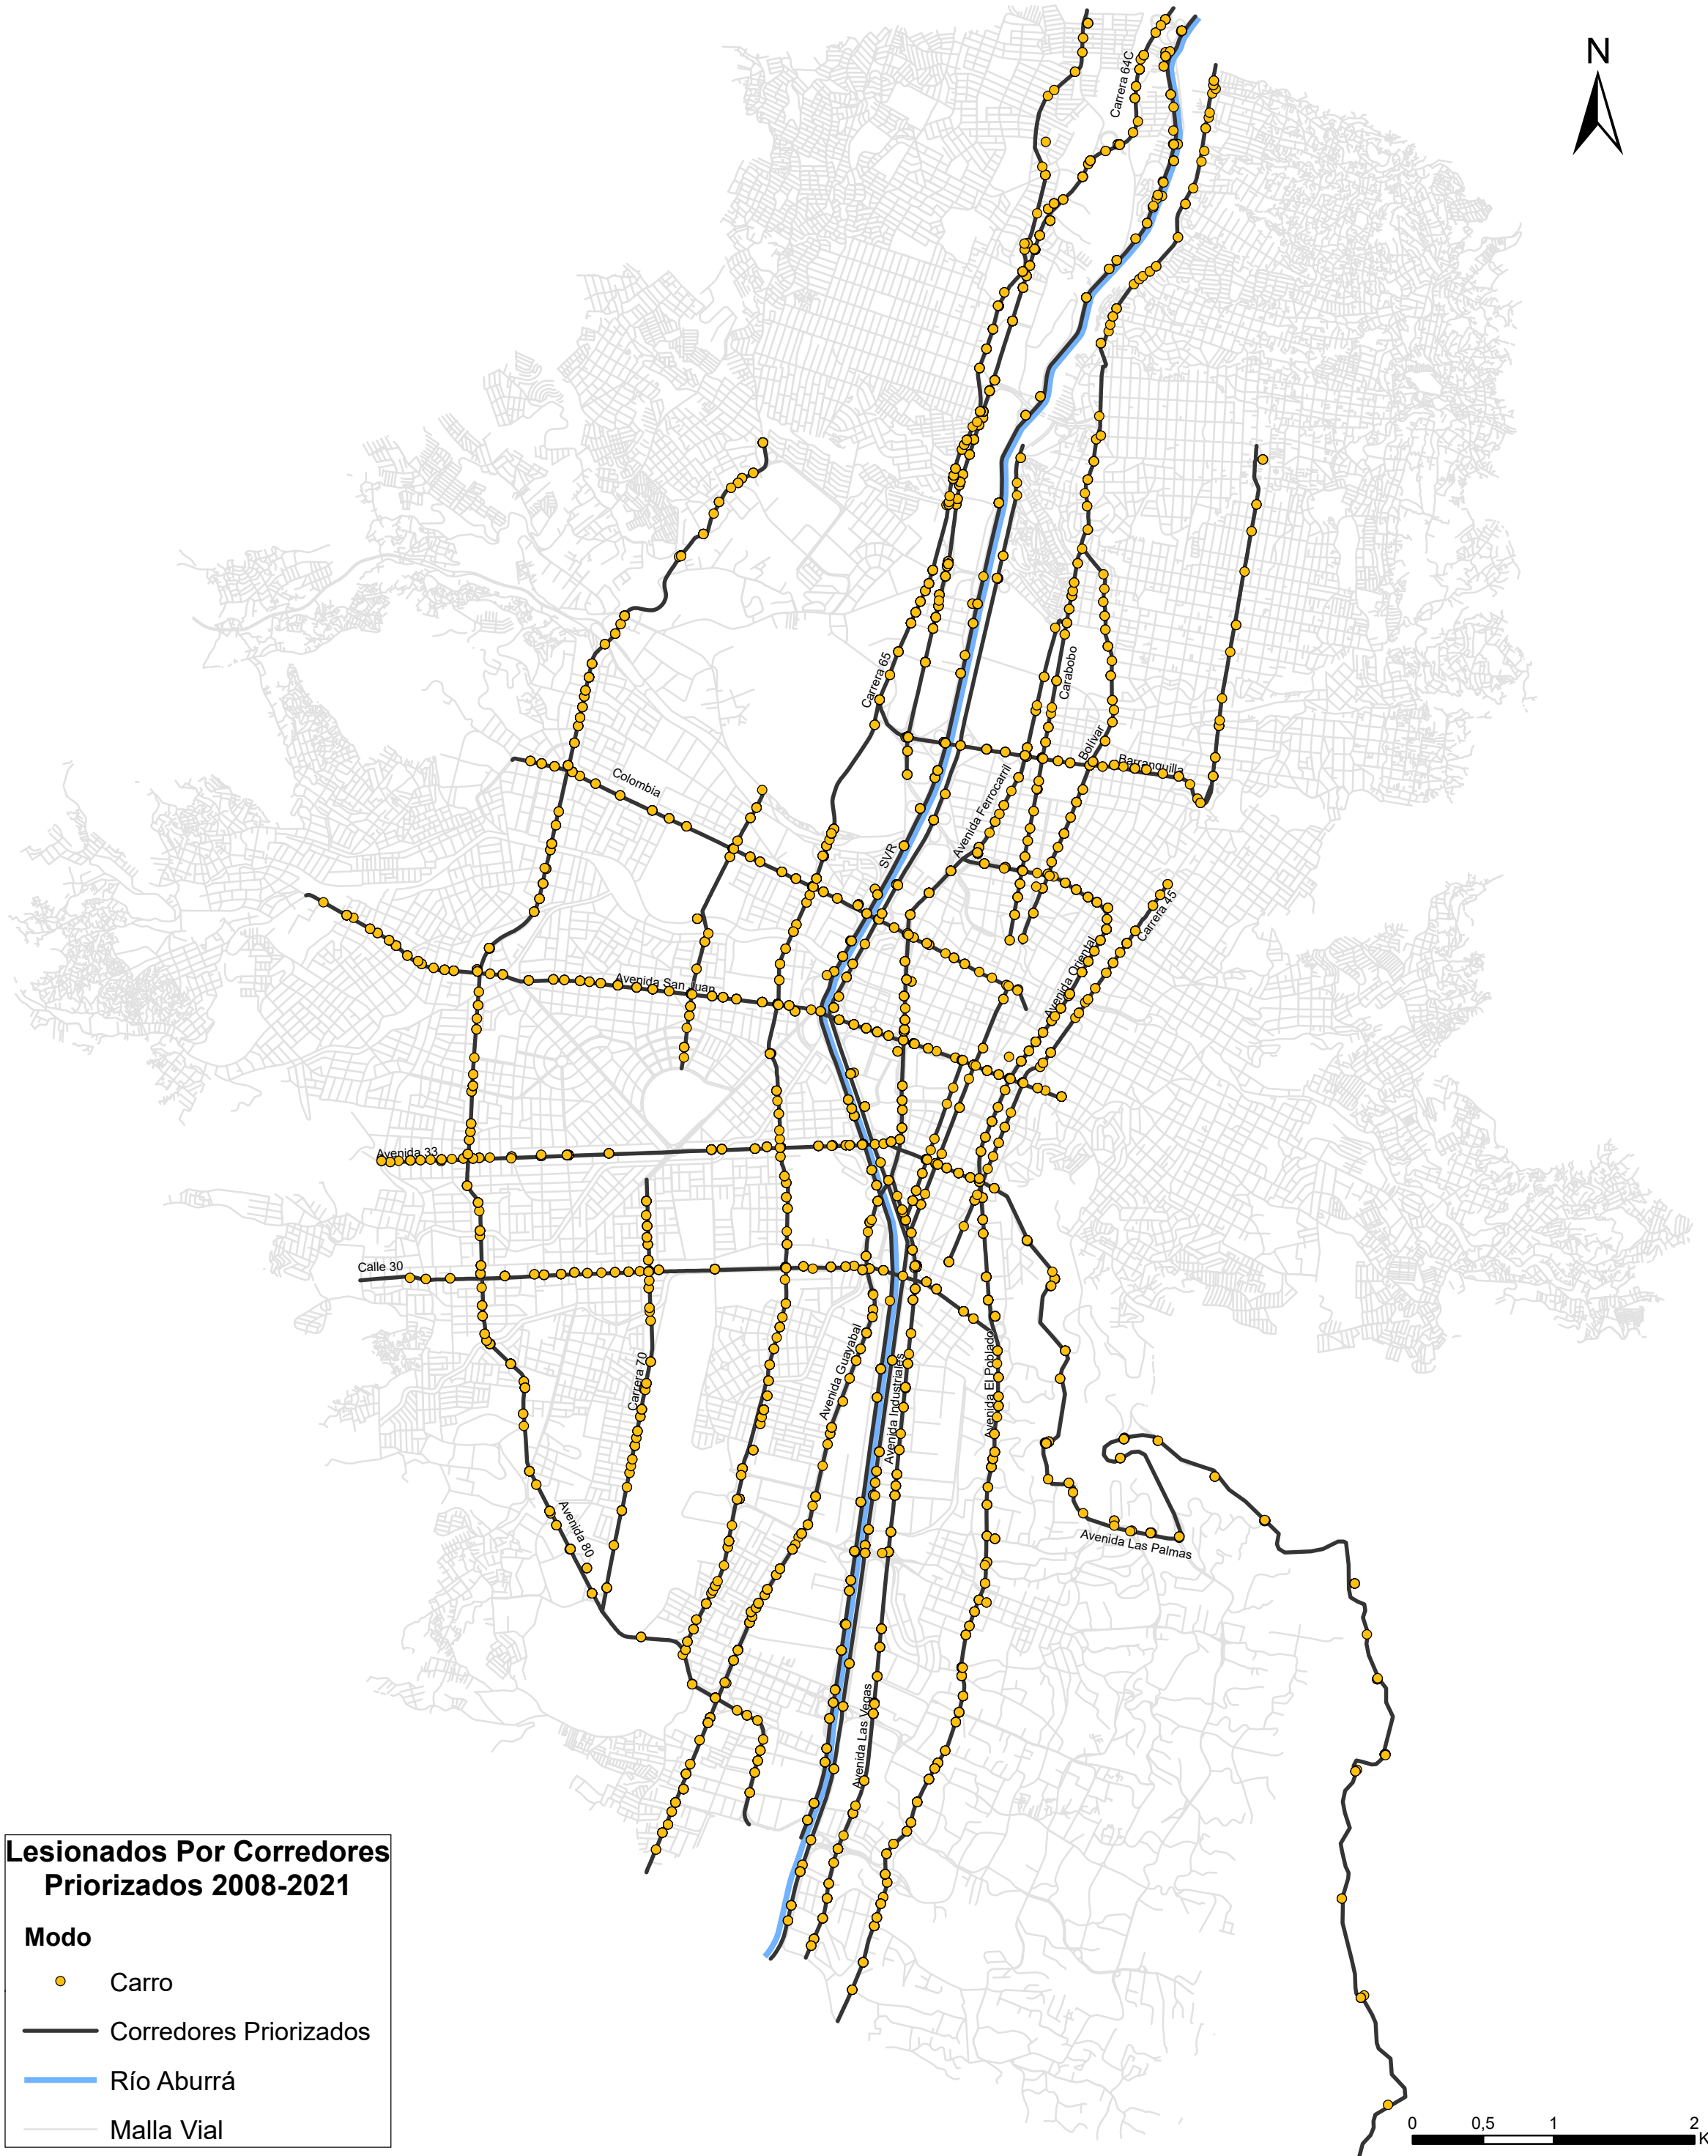 N
Carrera 64C
Carrera 65
Carabobo
Bolívar
Barranquilla
Colombia
Avenida Ferrocarril
SVR
Carrera 45
Avenida Oriental
Avenida San Juan
Avenida 33
Calle 30
Avenida Guayabal
Avenida El Poblado
Carrera 70
Avenida Industriales
Avenida 80
Avenida Las Palmas
Avenida Las Vegas
Lesionados Por Corredores
Priorizados 2008-2021
Modo
Carro
Corredores Priorizados
Río Aburrá
Malla Vial
0 0,5 1 2
K